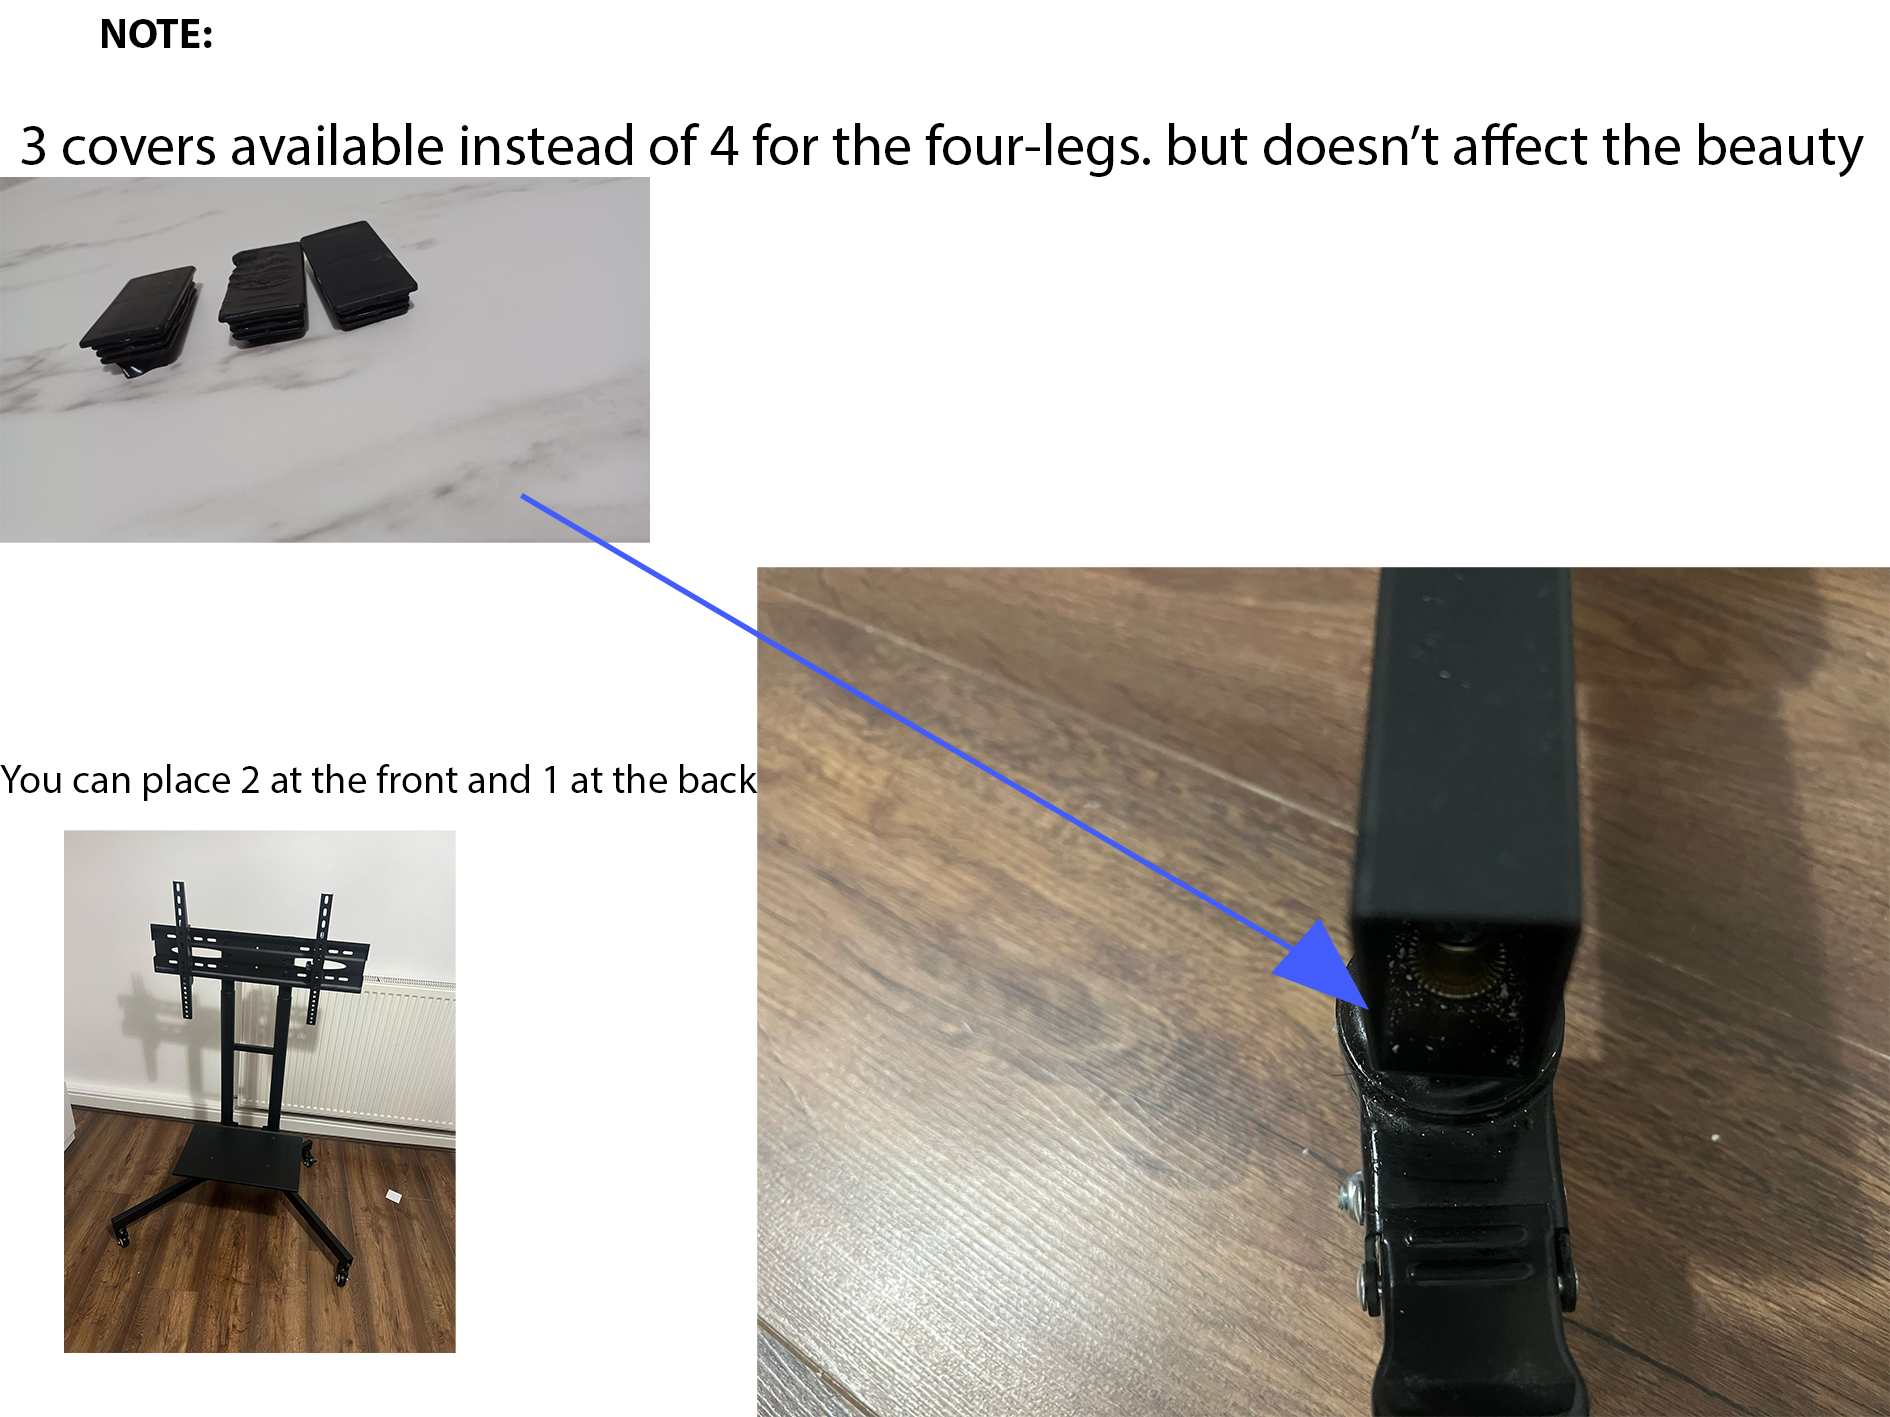 NOTE:
3 covers available instead of 4 for the four-legs. but doesn’t affect the beauty
You can place 2 at the front and 1 at the back